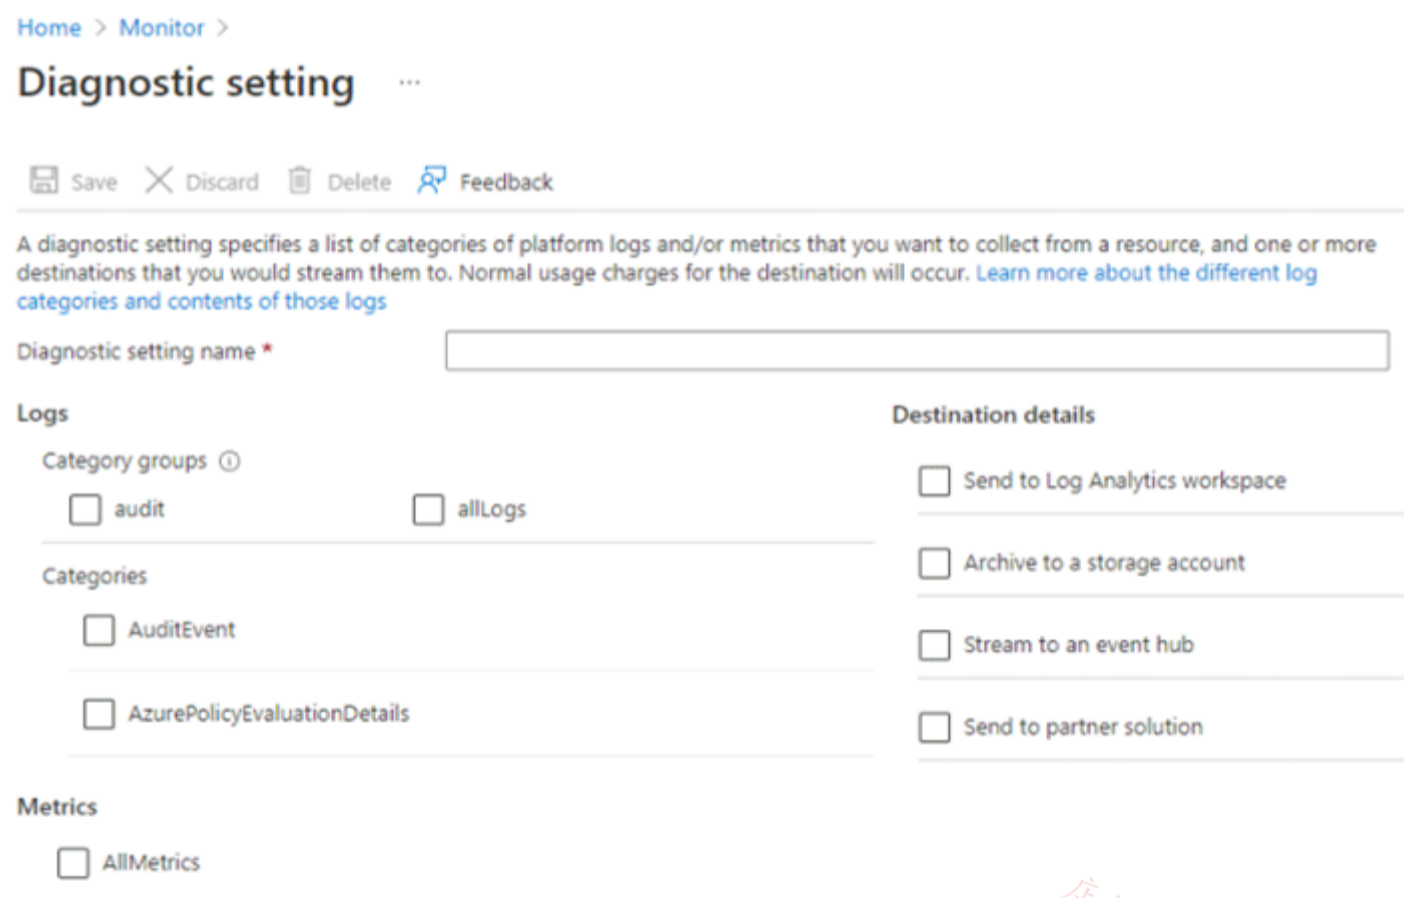 Home > Monitor >
Diagnostic setting ...
Save Discard Delete Feedback
A diagnostic setting specifies a list of categories of platform logs and/or metrics that you want to collect from a resource, and one or more
destinations that you would stream them to. Normal usage charges for the destination will occur. Learn more about the different log
categories and contents of those logs
Diagnostic setting name *
Logs
Category groups
audit allLogs
Categories
AuditEvent
AzurePolicyEvaluationDetails
Metrics
AllMetrics
Destination details
Send to Log Analytics workspace
Archive to a storage account
Stream to an event hub
Send to partner solution